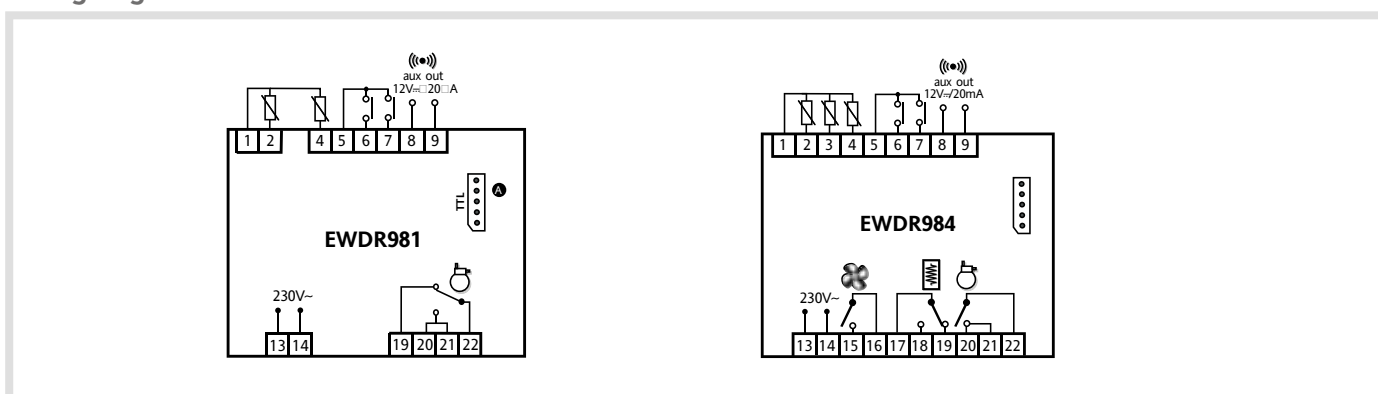 aux out
12V⎓□20□A
1 2 4 5 6 7 8 9
TTL
A
EWDR981
230V~
13 14 19 20 21 22
aux out
12V⎓/20mA
1 2 3 4 5 6 7 8 9
EWDR984
230V~
13 14 15 16 17 18 19 20 21 22